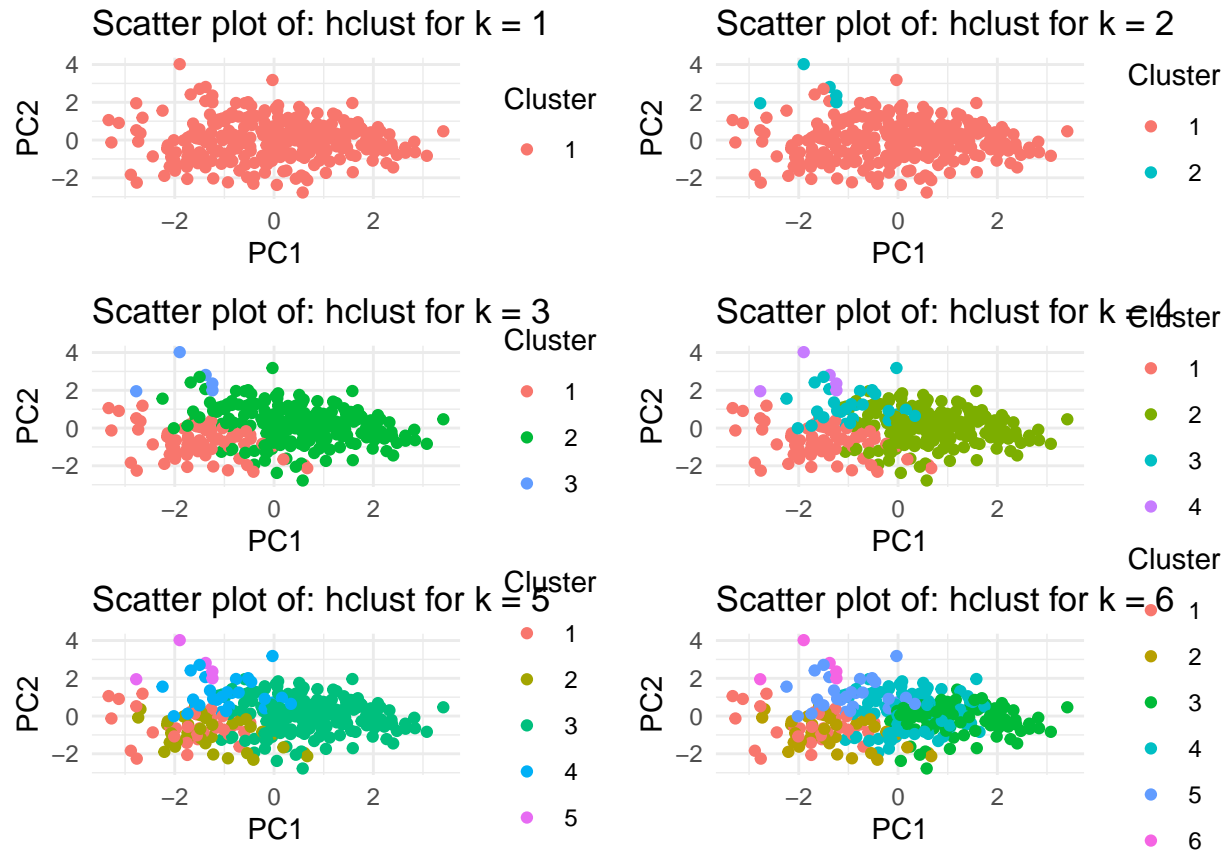 Scatter plot of: hclust for k = 1
Cluster
1
4
2
0
−2
PC2
−2 0 2
PC1
Scatter plot of: hclust for k = 2
Cluster
1
2
4
2
0
−2
PC2
−2 0 2
PC1
Scatter plot of: hclust for k = 3
Cluster
1
2
3
4
2
0
−2
PC2
−2 0 2
PC1
Scatter plot of: hclust for k = 4
Cluster
1
2
3
4
4
2
0
−2
PC2
−2 0 2
PC1
Scatter plot of: hclust for k = 5
Cluster
1
2
3
4
5
4
2
0
−2
PC2
−2 0 2
PC1
Scatter plot of: hclust for k = 6
Cluster
1
2
3
4
5
6
4
2
0
−2
PC2
−2 0 2
PC1